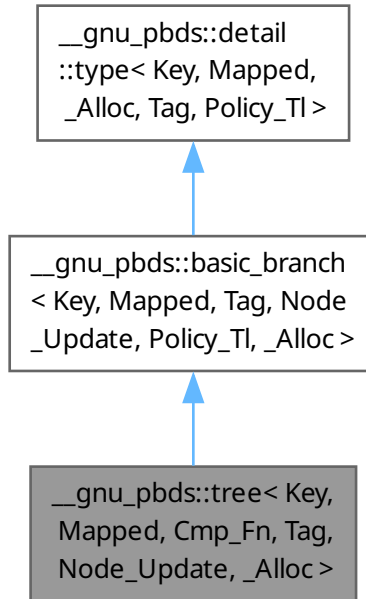 __gnu_pbds::detail
::type< Key, Mapped,
_Alloc, Tag, Policy_Tl >
__gnu_pbds::basic_branch
< Key, Mapped, Tag, Node
_Update, Policy_Tl, _Alloc >
__gnu_pbds::tree< Key,
Mapped, Cmp_Fn, Tag,
Node_Update, _Alloc >